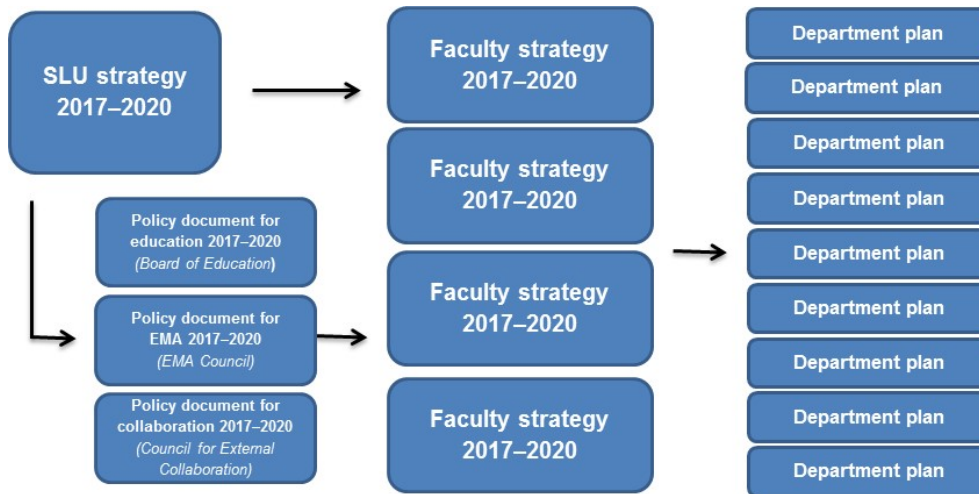 SLU strategy
2017–2020
Policy document for
education 2017–2020
(Board of Education)
Policy document for
EMA 2017–2020
(EMA Council)
Policy document for
collaboration 2017–2020
(Council for External
Collaboration)
Faculty strategy
2017–2020
Faculty strategy
2017–2020
Faculty strategy
2017–2020
Faculty strategy
2017–2020
Department plan
Department plan
Department plan
Department plan
Department plan
Department plan
Department plan
Department plan
Department plan